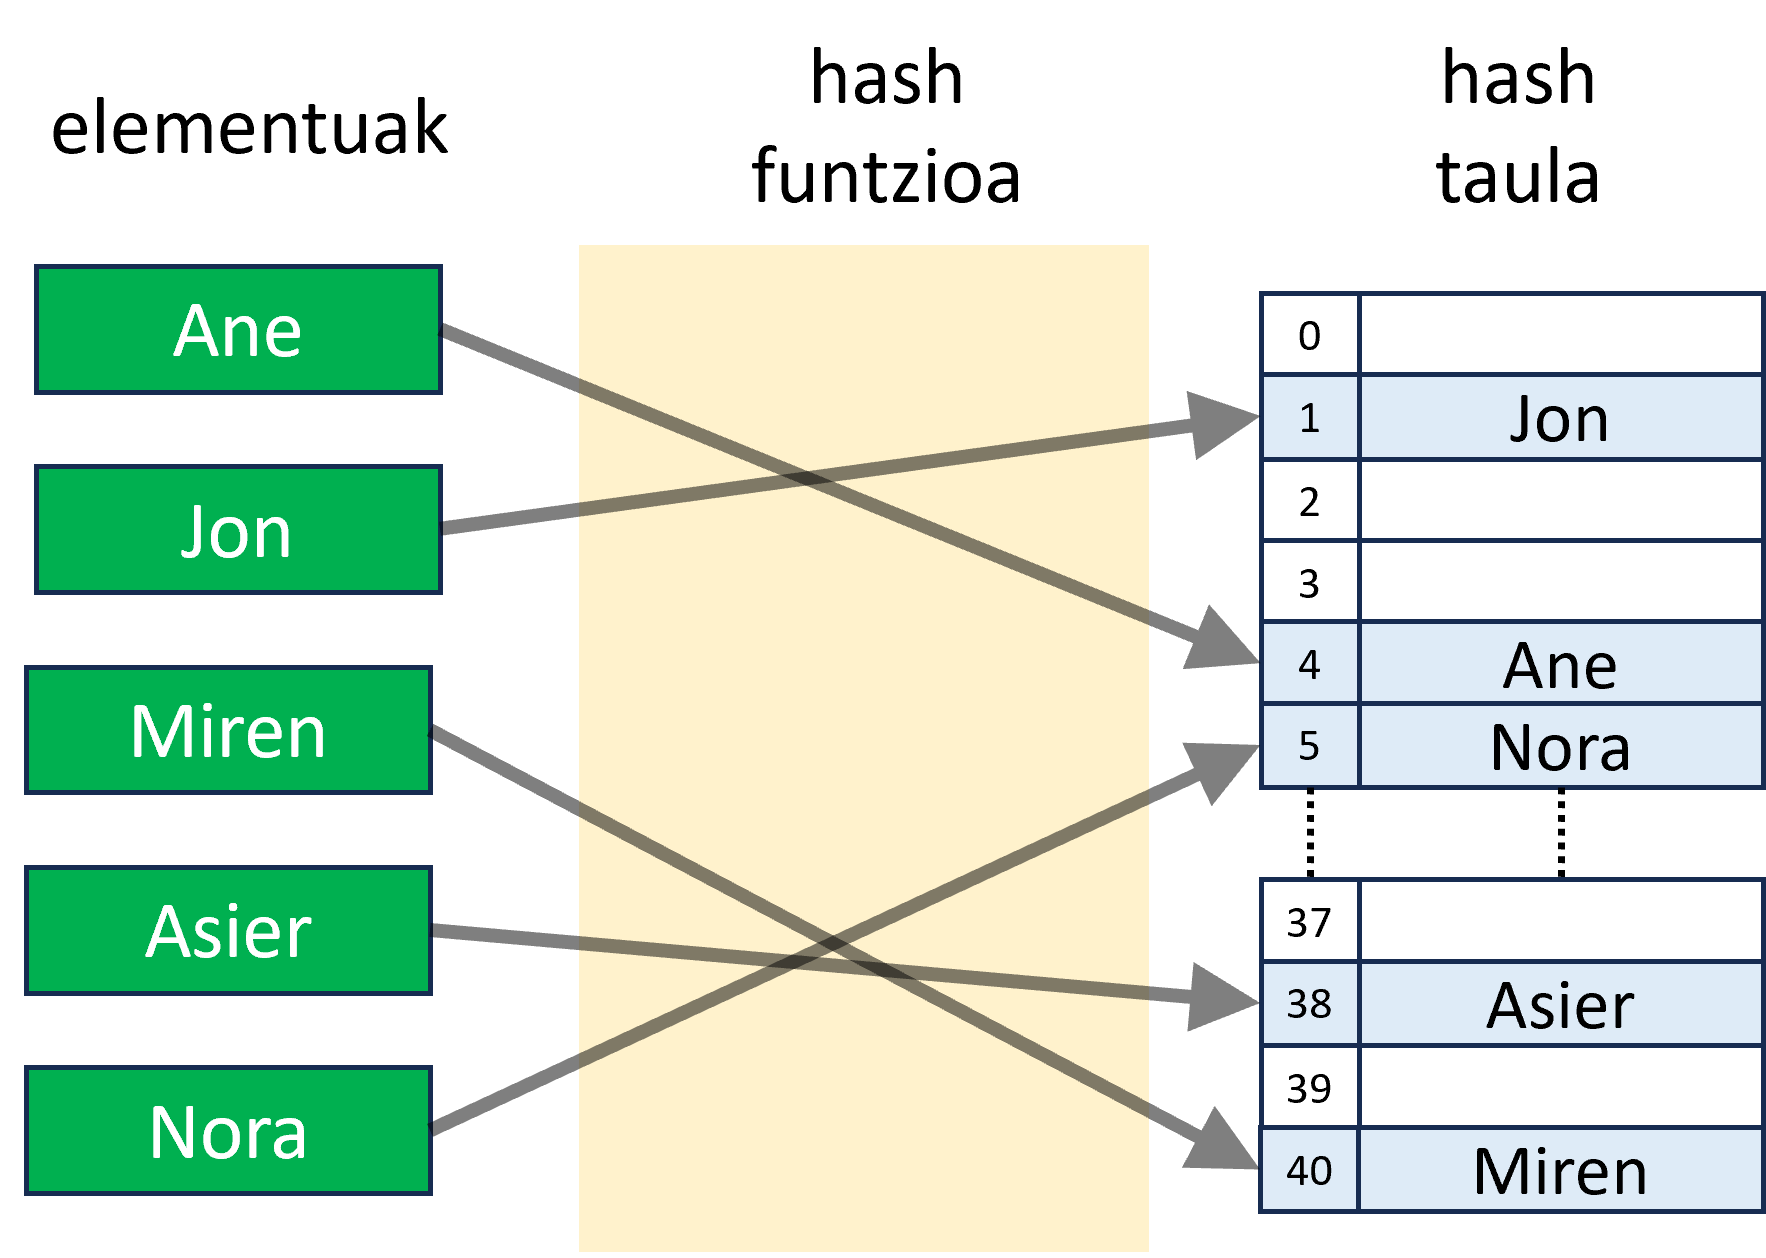 elementuak
hash
funtzioa
hash
taula
Ane
Jon
Miren
Asier
Nora
0
1 Jon
2
3
4 Ane
5 Nora
37
38 Asier
39
40 Miren